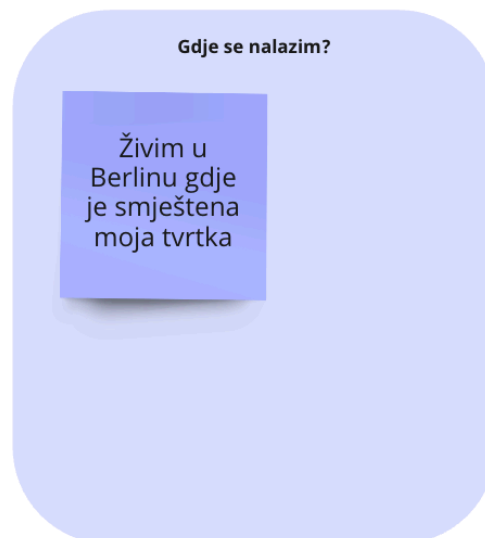 Gdje se nalazim?
Živim u
Berlinu gdje
je smještena
moja tvrtka